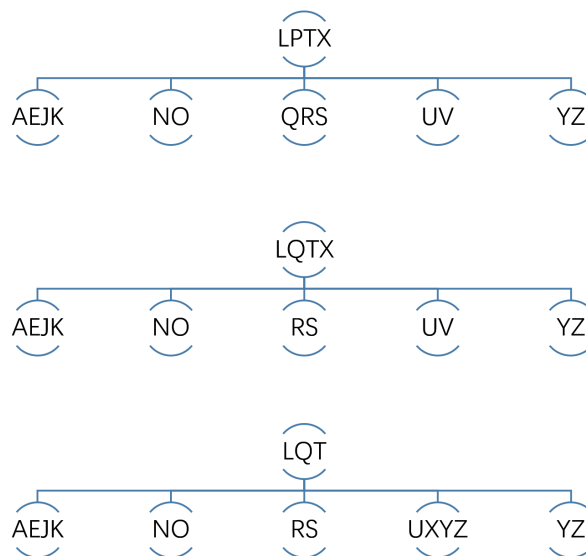 LPTX
AEJK NO QRS UV YZ
LQTX
AEJK NO RS UV YZ
LQT
AEJK NO RS UXYZ YZ